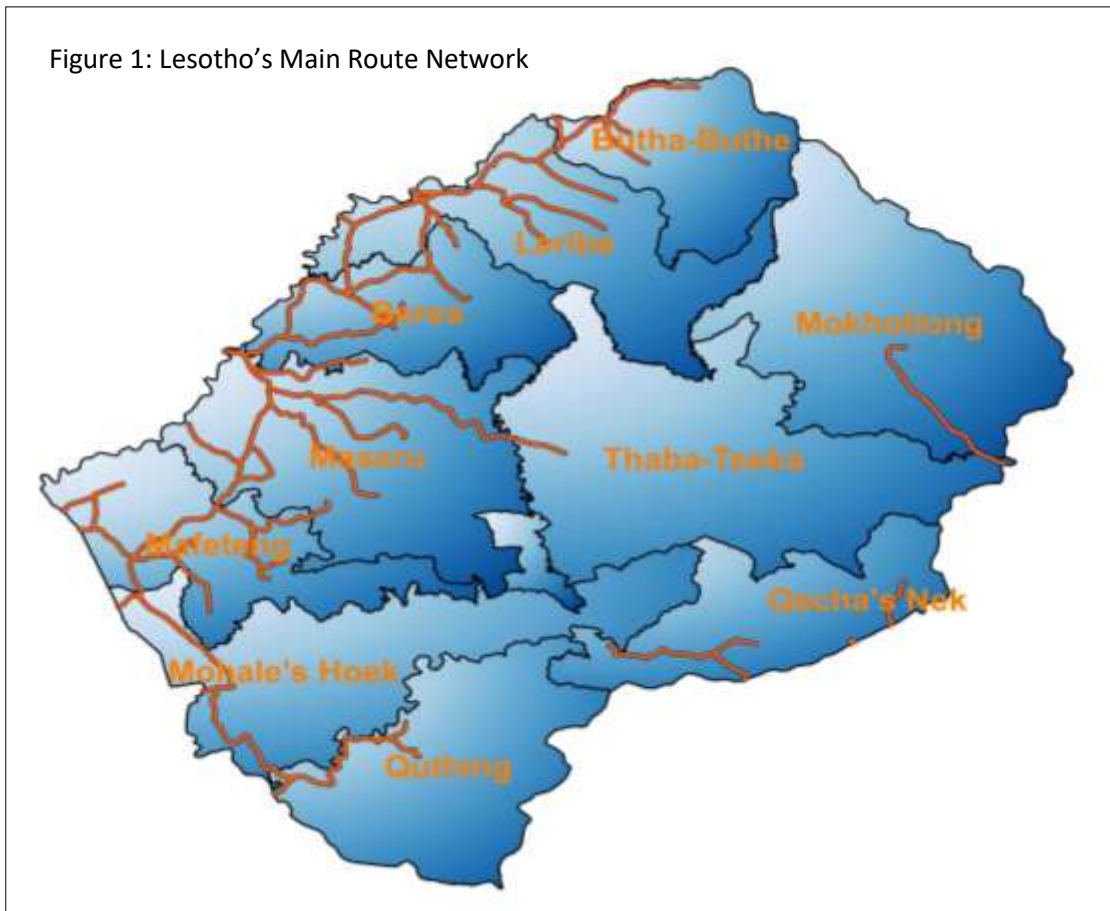 Figure 1: Lesotho’s Main Route Network
Butha-Buthe
Leribe
Berea
Mokhotlong
Maseru
Thaba-Tseka
Mafeteng
Qacha's Nek
Mohale's Hoek
Quthing